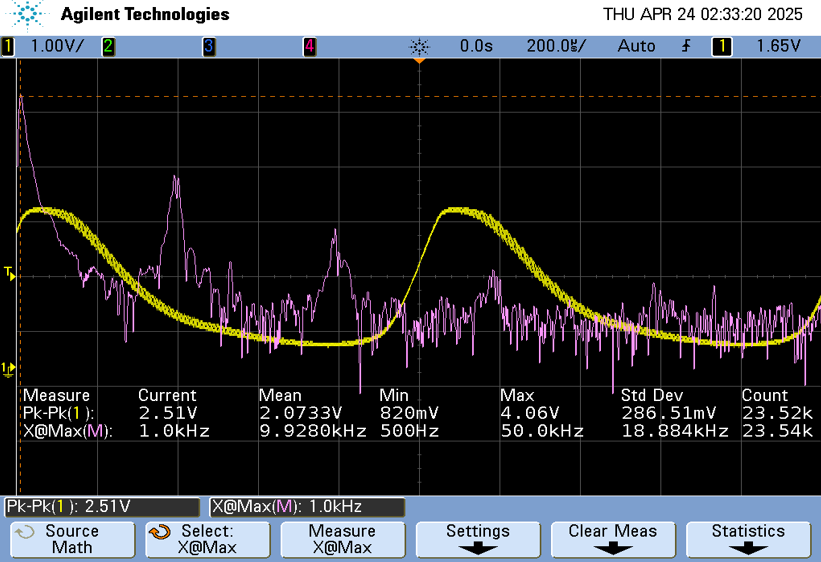 Agilent Technologies THU APR 24 02:33:20 2025
1 1.00V/ 2 3 4 0.0s 200.0us/ Auto 1 1.65V
T
1
Measure Current Mean Min Max Std Dev Count
Pk-Pk(1): 2.51V 2.0733V 820mV 4.06V 286.51mV 23.52k
X@Max(M): 1.0kHz 9.9280kHz 500Hz 50.0kHz 18.884kHz 23.54k
Pk-Pk(1): 2.51V X@Max(M): 1.0kHz
Source Select: Measure Settings Clear Meas Statistics
Math X@Max X@Max